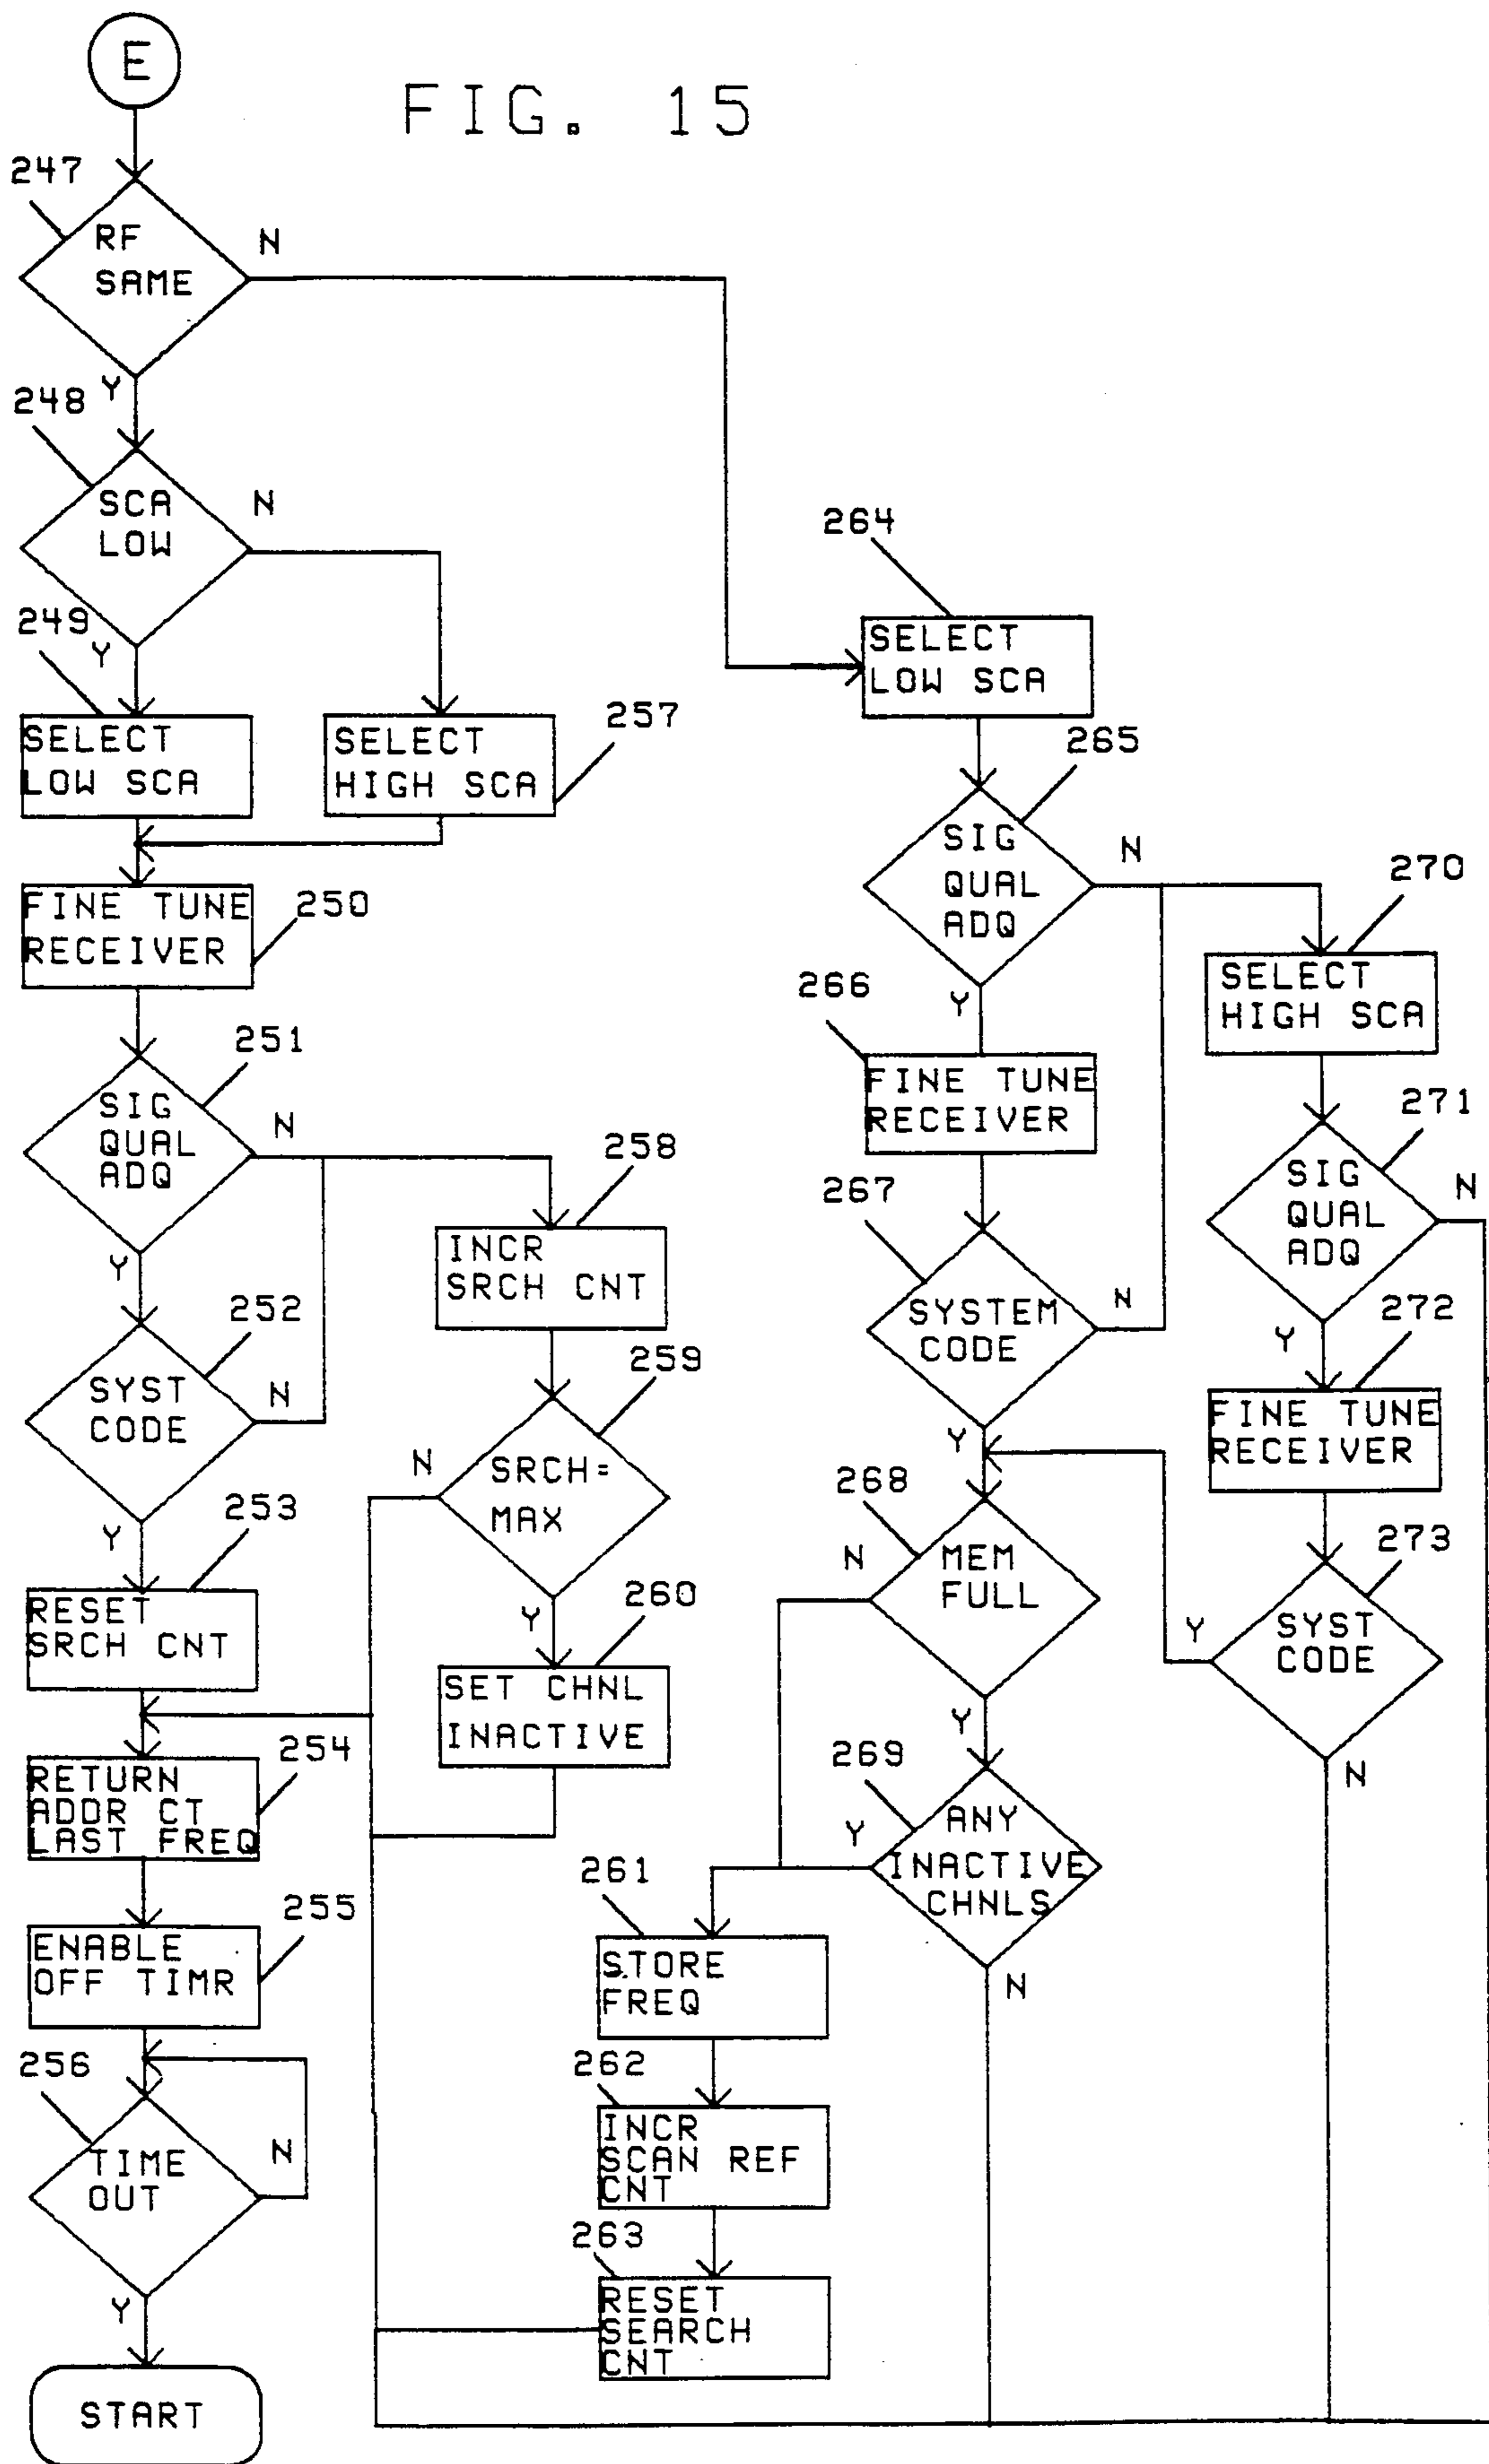 E
FIG. 15
247
RF
SAME
N
Y
248
SCA
LOW
N
Y
249
SELECT
LOW SCA
SELECT
HIGH SCA
257
FINE TUNE
RECEIVER
250
251
SIG
QUAL
ADQ
N
Y
252
SYST
CODE
N
Y
253
RESET
SRCH CNT
RETURN
ADDR CT
LAST FREQ
254
255
ENABLE
OFF TIMR
256
TIME
OUT
N
Y
START
258
INCR
SRCH CNT
259
SRCH=
MAX
N
Y
260
SET CHNL
INACTIVE
261
STORE
FREQ
262
INCR
SCAN REF
CNT
263
RESET
SEARCH
CNT
264
SELECT
LOW SCA
265
SIG
QUAL
ADQ
N
Y
266
FINE TUNE
RECEIVER
267
SYSTEM
CODE
N
Y
268
MEM
FULL
N
Y
269
ANY
INACTIVE
CHNLS
Y
N
270
SELECT
HIGH SCA
271
SIG
QUAL
ADQ
N
Y
272
FINE TUNE
RECEIVER
273
SYST
CODE
Y
N